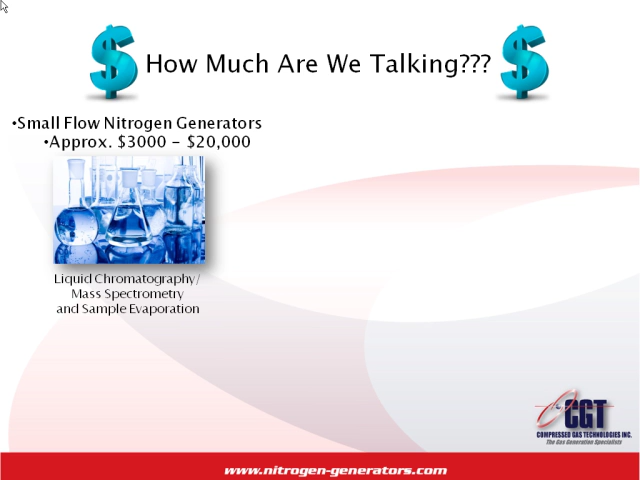 How Much Are We Talking???
•Small Flow Nitrogen Generators
•Approx. $3000 – $20,000
Liquid Chromatography/
Mass Spectrometry
and Sample Evaporation
CGT
COMPRESSED GAS TECHNOLOGIES INC.
The Gas Generation Specialists
www.nitrogen-generators.com